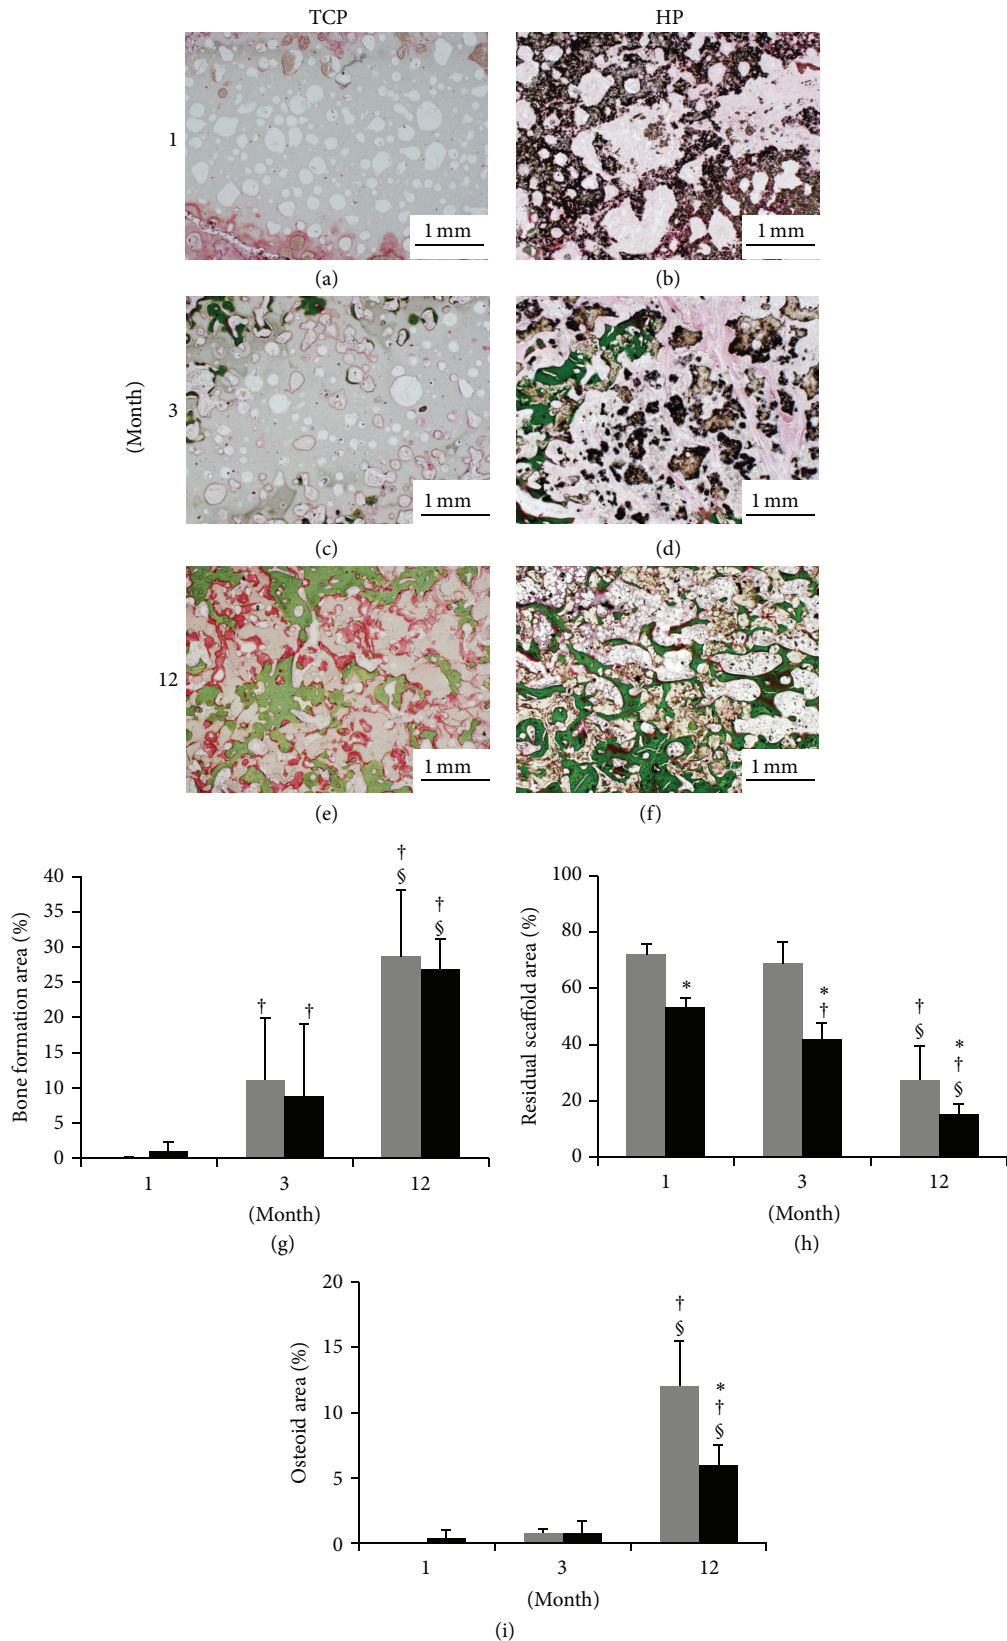 TCP HP
1
1 mm 1 mm
(a) (b)
(Month)
3
1 mm 1 mm
(c) (d)
12
1 mm 1 mm
(e) (f)
Bone formation area (%)
40
35
30
25
20
15
10
5
0
† † † § † §
1 3 12
(Month)
(g)
Residual scaffold area (%)
100
80
60
40
20
0
* * † † § * † §
1 3 12
(Month)
(h)
Osteoid area (%)
20
15
10
5
0
† § * † §
1 3 12
(Month)
(i)